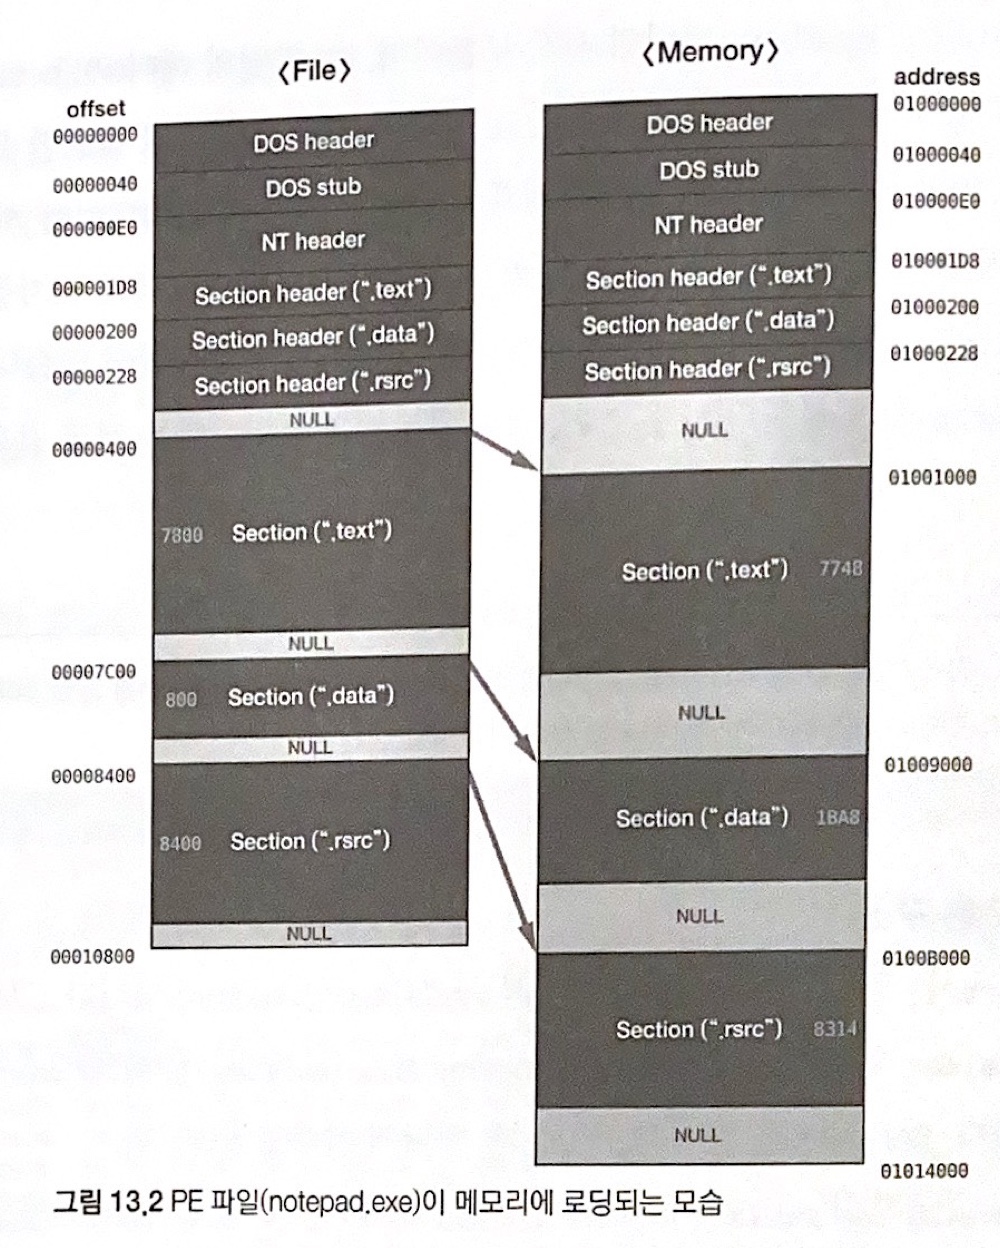 <File>
offset
00000000
DOS header
00000040
DOS stub
000000E0
NT header
000001D8
Section header (".text")
00000200
Section header (".data")
00000228
Section header (".rsrc")
NULL
00000400
7800 Section (".text")
NULL
00007C00
800 Section (".data")
NULL
00008400
8400 Section (".rsrc")
NULL
00010800
<Memory>
address
01000000
DOS header
01000040
DOS stub
010000E0
NT header
010001D8
Section header (".text")
01000200
Section header (".data")
01000228
Section header (".rsrc")
NULL
01001000
Section (".text") 7748
NULL
01009000
Section (".data") 1BA8
NULL
0100B000
Section (".rsrc") 8314
NULL
01014000
그림 13.2 PE 파일(notepad.exe)이 메모리에 로딩되는 모습